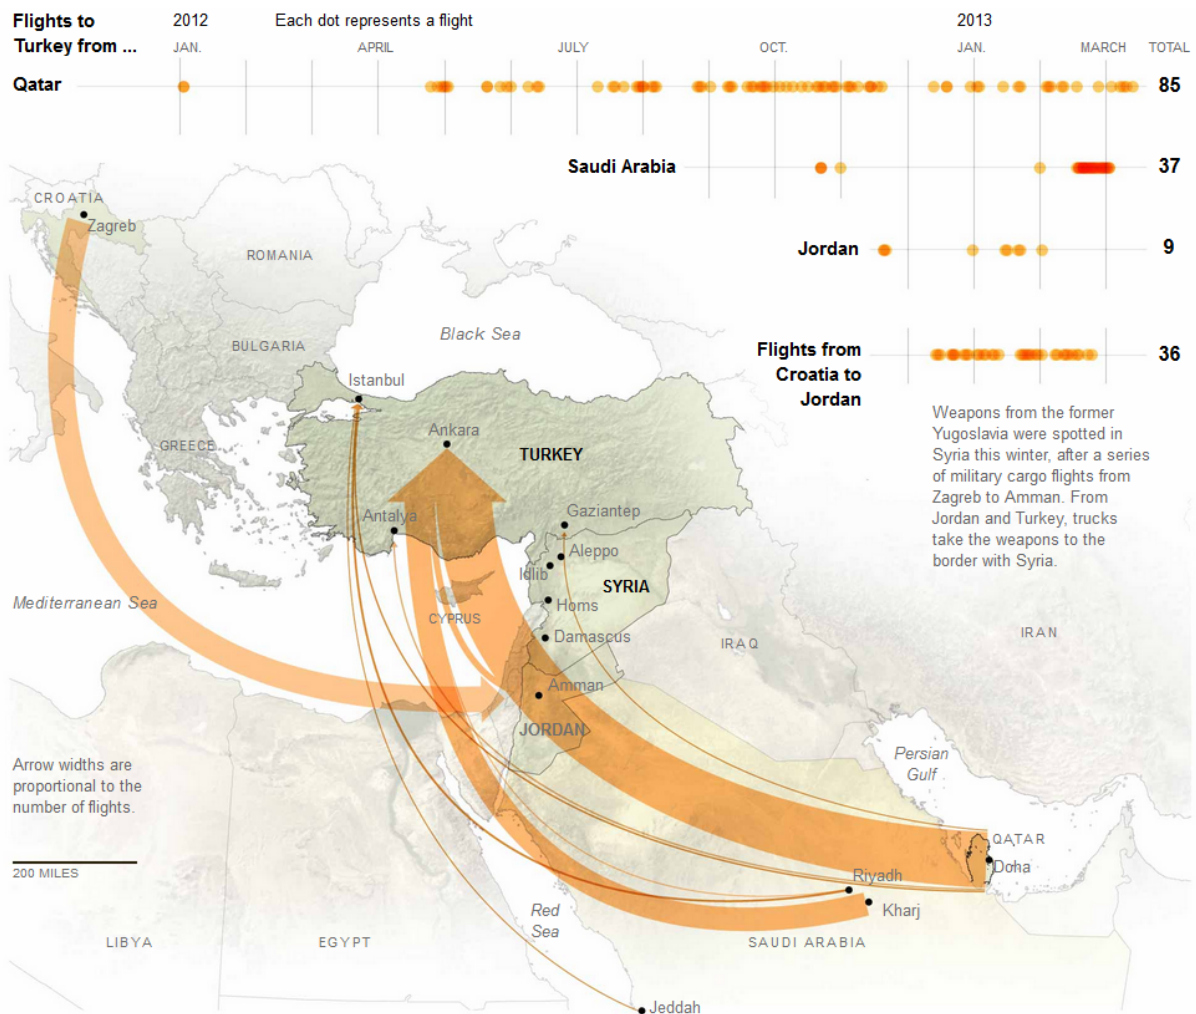 Flights to
Turkey from ...
2012
Each dot represents a flight
2013
JAN.
APRIL
JULY
OCT.
JAN.
MARCH
TOTAL
Qatar
85
Saudi Arabia
37
Jordan
9
Flights from
Croatia to
Jordan
36
Weapons from the former
Yugoslavia were spotted in
Syria this winter, after a series
of military cargo flights from
Zagreb to Amman. From
Jordan and Turkey, trucks
take the weapons to the
border with Syria.
CROATIA
Zagreb
ROMANIA
Black Sea
BULGARIA
Istanbul
GREECE
Ankara
TURKEY
Antalya
Gaziantep
Aleppo
Idlib
SYRIA
Mediterranean Sea
Homs
CYPRUS
Damascus
IRAQ
IRAN
Amman
JORDAN
Persian
Gulf
Arrow widths are
proportional to the
number of flights.
200 MILES
QATAR
Doha
Riyadh
Kharj
Red
Sea
LIBYA
EGYPT
SAUDI ARABIA
Jeddah